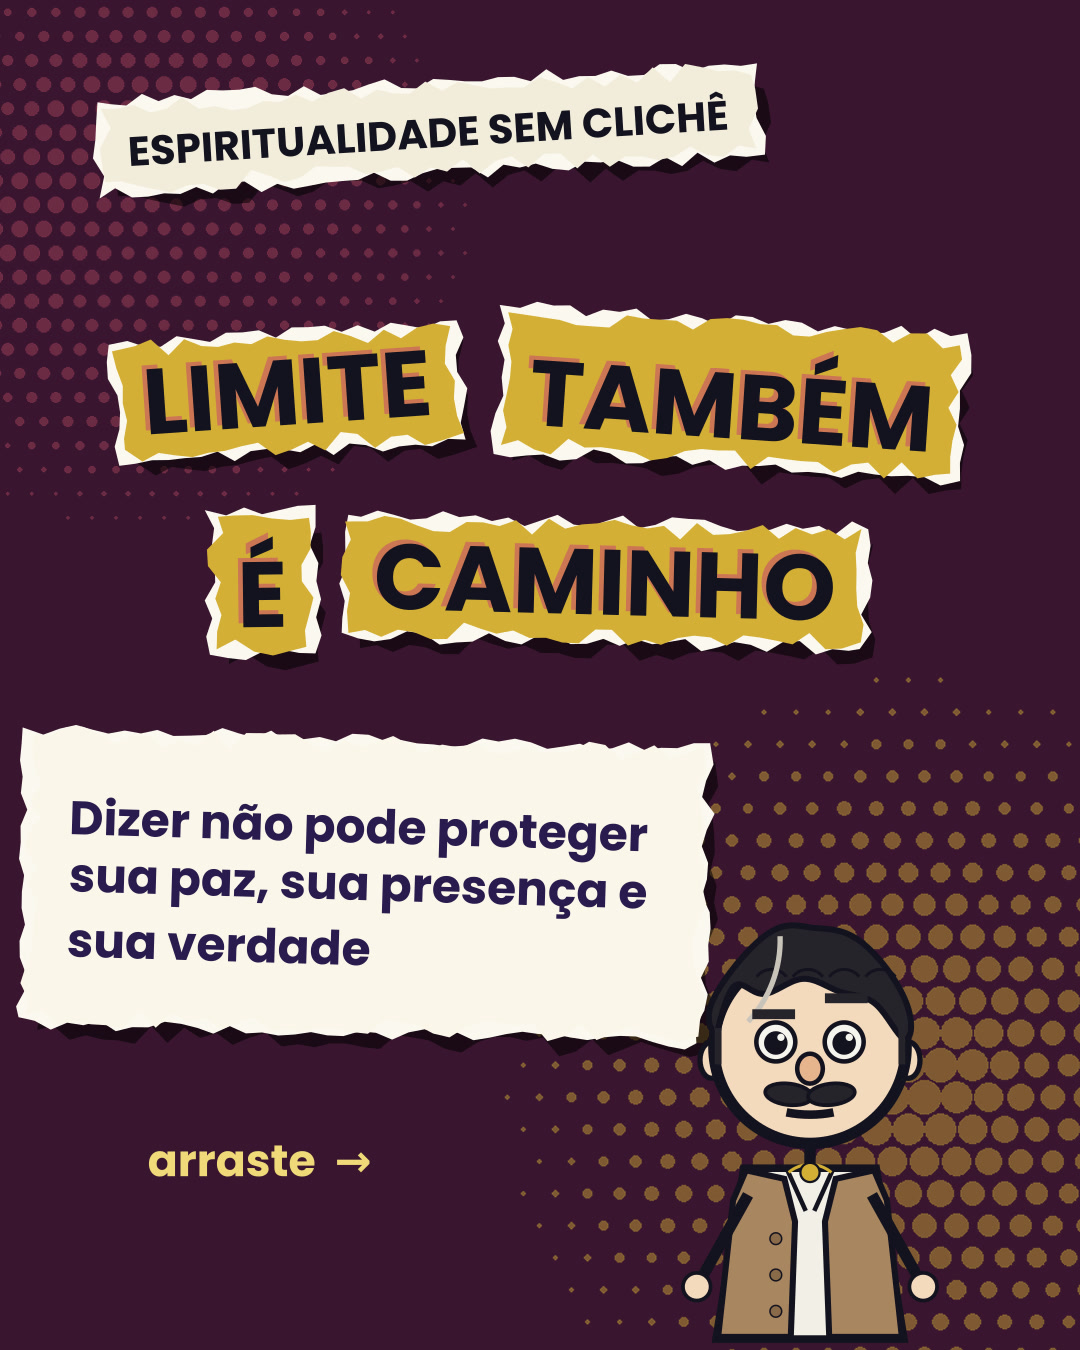 ESPIRITUALIDADE SEM CLICHÊ
LIMITE TAMBÉM
É CAMINHO
Dizer não pode proteger
sua paz, sua presença e
sua verdade
arraste →